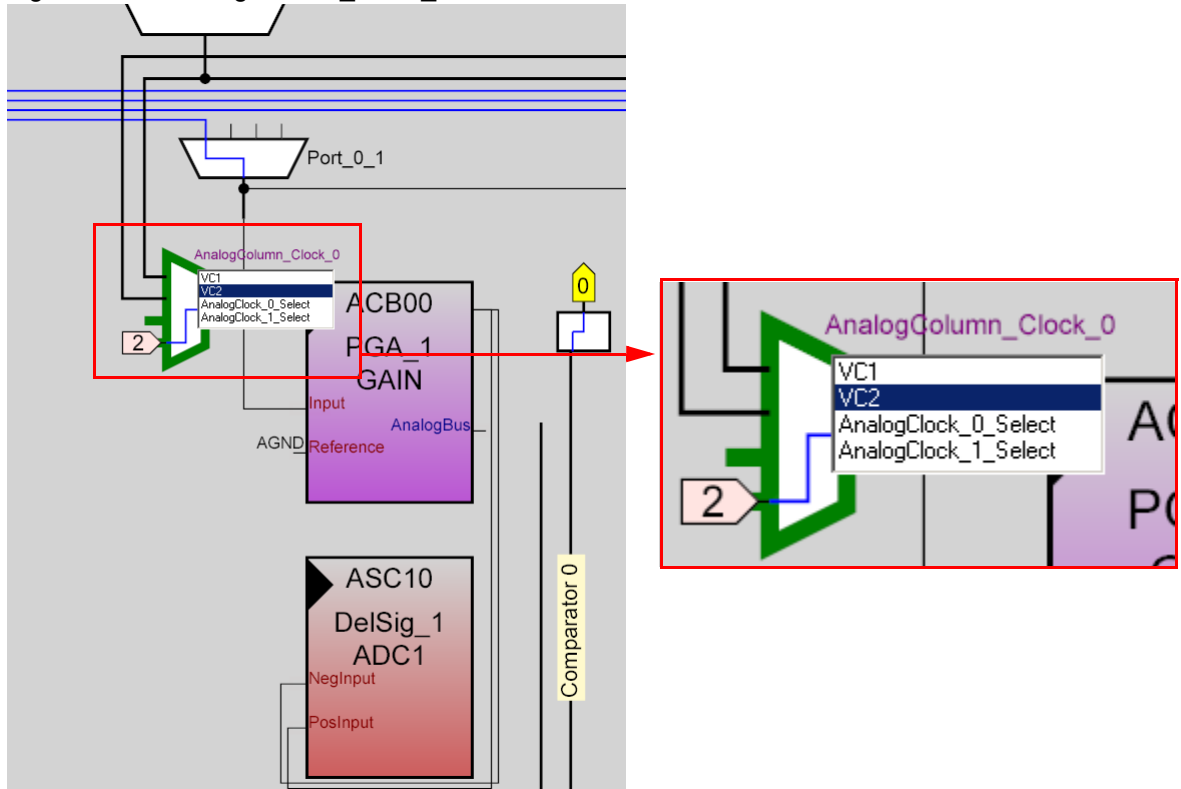 Port_0_1
AnalogColumn_Clock_0
VC1
VC2
AnalogClock_0_Select
AnalogClock_1_Select
2
ACB00
PGA_1
GAIN
Input
AnalogBus
AGND
Reference
0
Comparator 0
ASC10
DelSig_1
ADC1
NegInput
PosInput
AnalogColumn_Clock_0
VC1
VC2
AnalogClock_0_Select
AnalogClock_1_Select
2